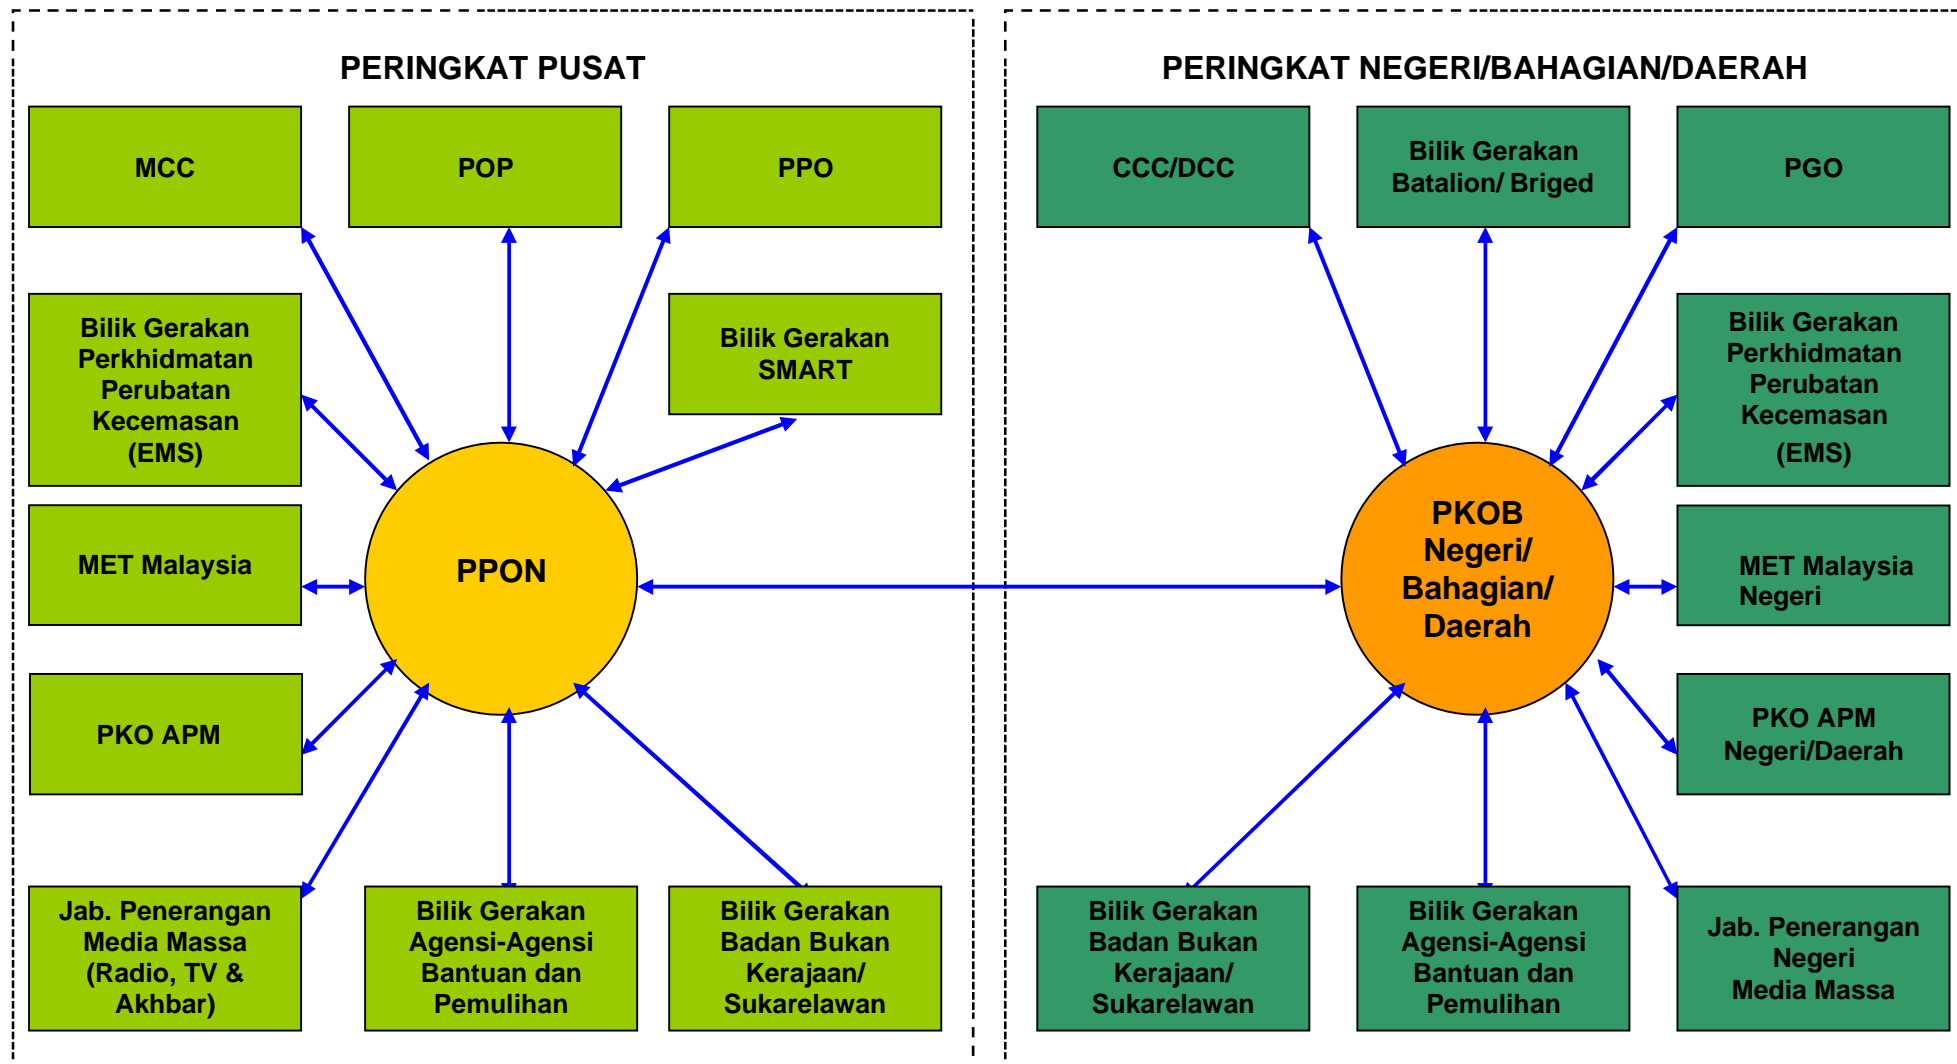 PERINGKAT PUSAT
MCC
POP
PPO
Bilik Gerakan
Perkhidmatan
Perubatan
Kecemasan
(EMS)
Bilik Gerakan
SMART
MET Malaysia
PPON
PKO APM
Jab. Penerangan
Media Massa
(Radio, TV &
Akhbar)
Bilik Gerakan
Agensi-Agensi
Bantuan dan
Pemulihan
Bilik Gerakan
Badan Bukan
Kerajaan/
Sukarelawan
PERINGKAT NEGERI/BAHAGIAN/DAERAH
CCC/DCC
Bilik Gerakan
Batalion/ Briged
PGO
Bilik Gerakan
Perkhidmatan
Perubatan
Kecemasan
(EMS)
PKOB
Negeri/
Bahagian/
Daerah
MET Malaysia
Negeri
PKO APM
Negeri/Daerah
Bilik Gerakan
Badan Bukan
Kerajaan/
Sukarelawan
Bilik Gerakan
Agensi-Agensi
Bantuan dan
Pemulihan
Jab. Penerangan
Negeri
Media Massa